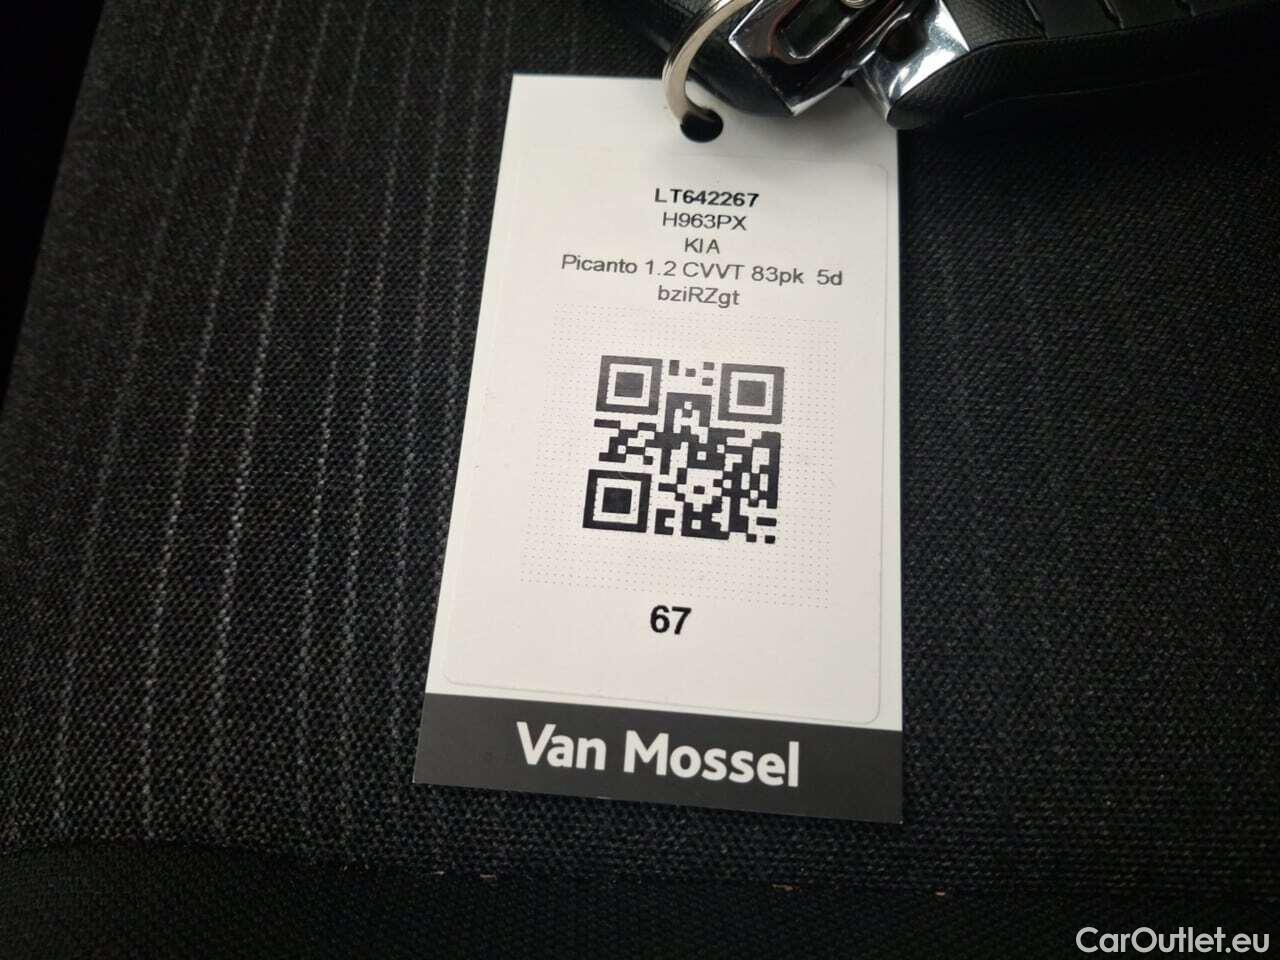 LT642267
H963PX
KIA
Picanto 1.2 CVVT 83pk 5d
bziRZgt
67
Van Mossel
CarOutlet.eu